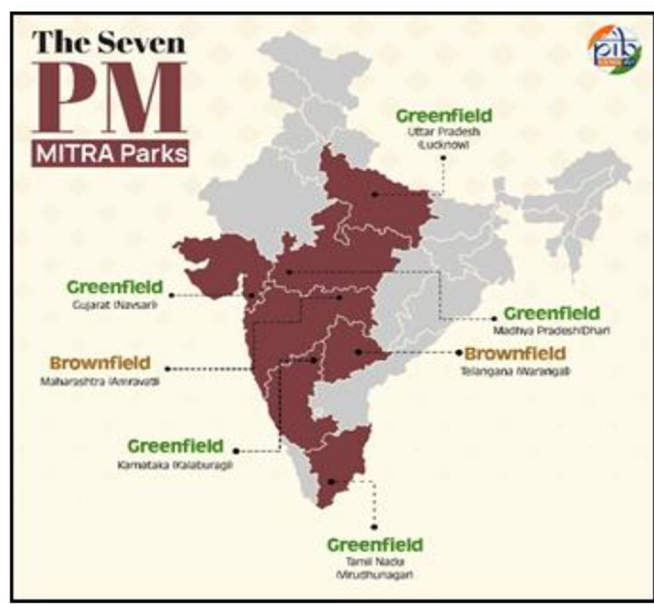 The Seven
PM
MITRA Parks
pib
Greenfield
Uttar Pradesh
(Lucknow)
Greenfield
Gujarat (Navsari)
Greenfield
Madhya Pradesh(Dhar)
Brownfield
Maharashtra (Amravati)
Brownfield
Telangana (Warangal)
Greenfield
Karnataka (Kalaburagi)
Greenfield
Tamil Nadu
(Virudhunagar)